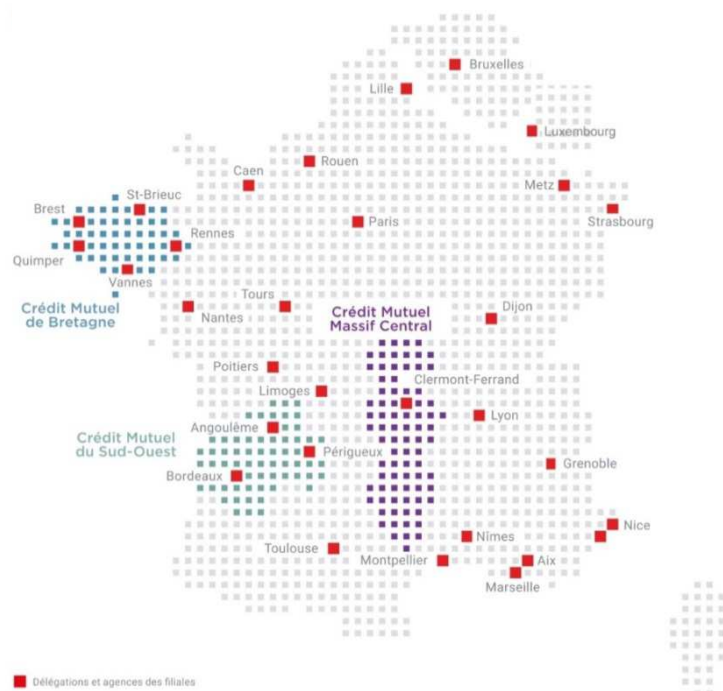 Bruxelles
Lille
Luxembourg
Rouen
Caen
Metz
St-Brieuc
Brest
Strasbourg
Paris
Rennes
Quimper
Vannes
Tours
Crédit Mutuel
de Bretagne
Nantes
Crédit Mutuel
Massif Central
Dijon
Poitiers
Clermont-Ferrand
Limoges
Lyon
Angoulême
Crédit Mutuel
du Sud-Ouest
Périgueux
Grenoble
Bordeaux
Nice
Nîmes
Toulouse
Montpellier
Aix
Marseille
Délégations et agences des filiales